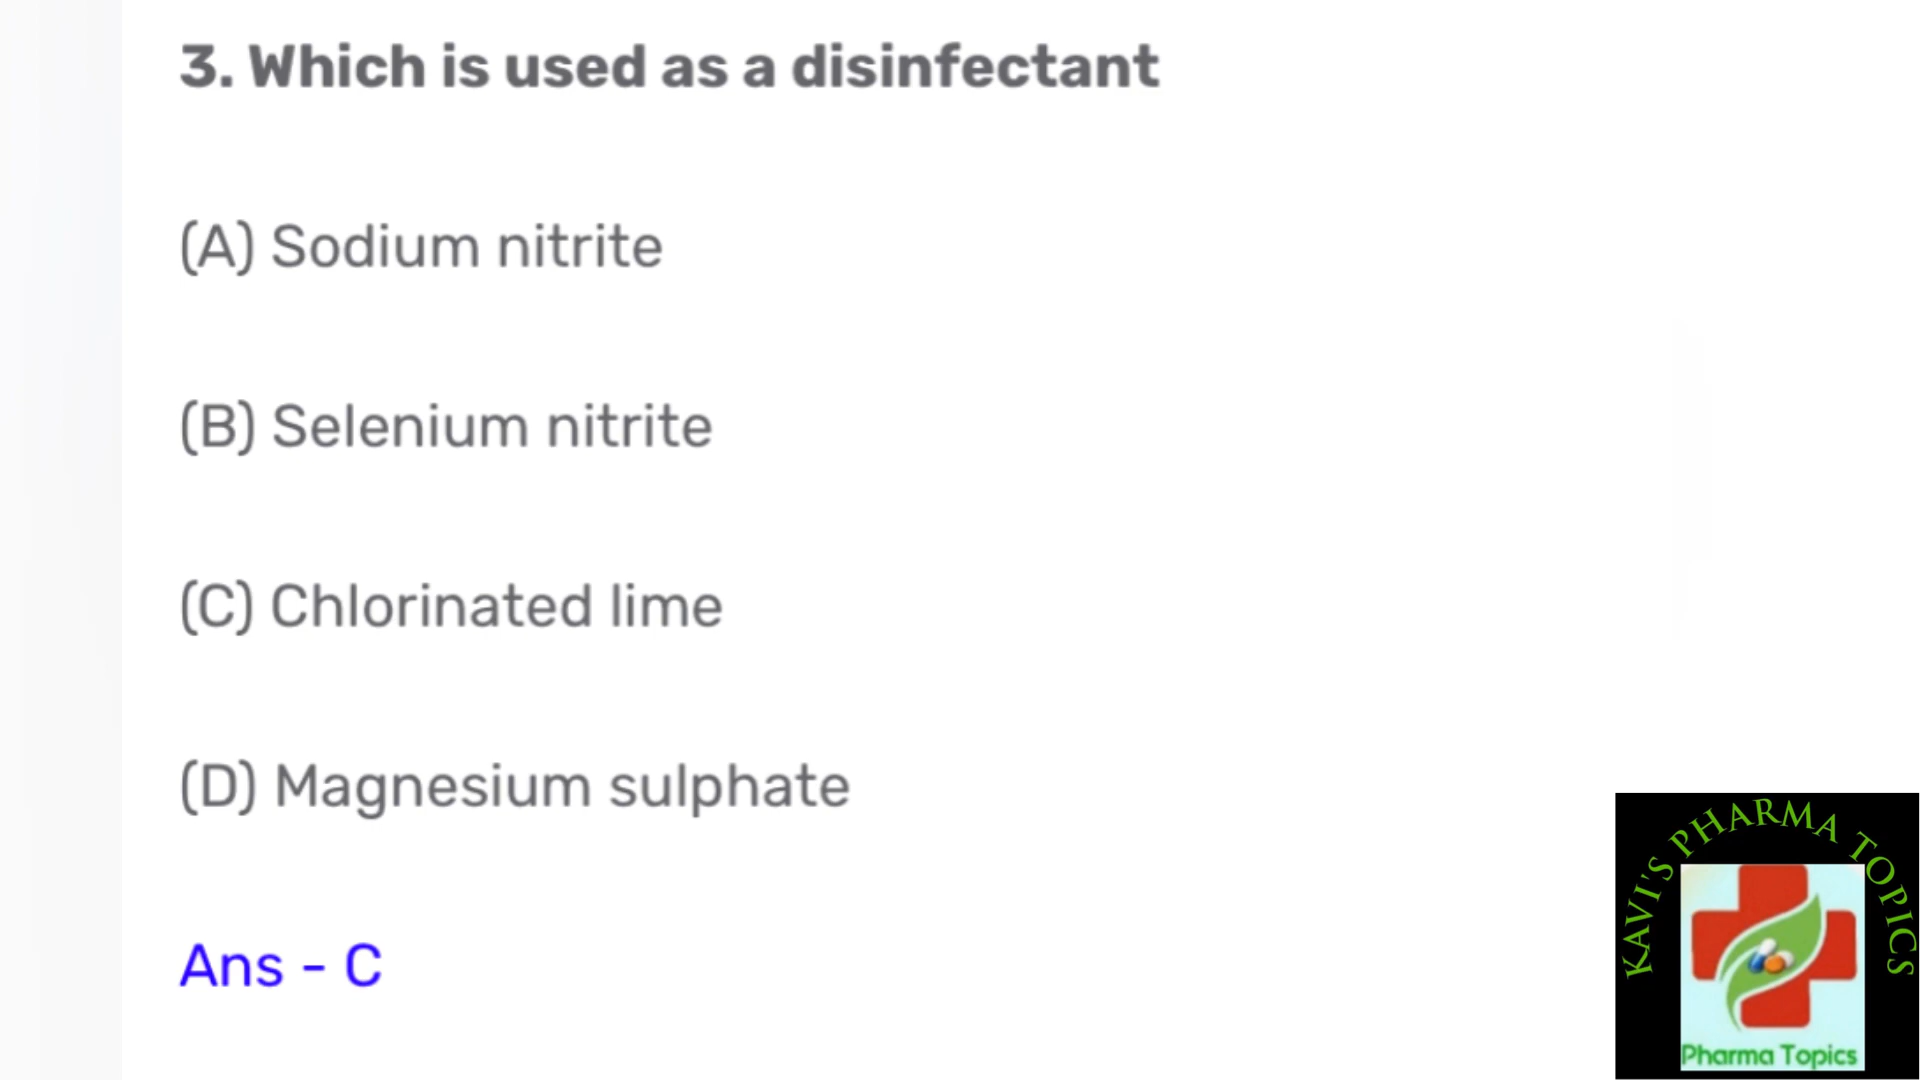 3. Which is used as a disinfectant
(A) Sodium nitrite
(B) Selenium nitrite
(C) Chlorinated lime
(D) Magnesium sulphate
Ans - C
KAVI'S PHARMA TOPICS
Pharma Topics